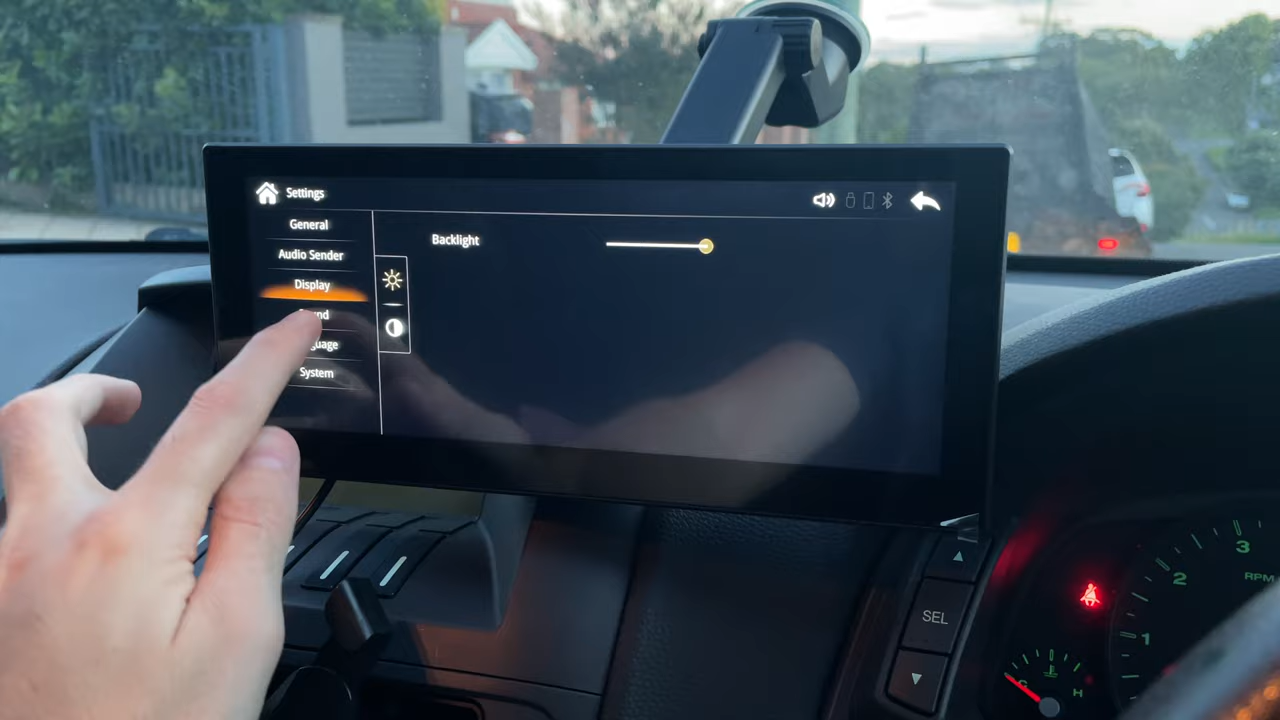 Settings
General
Audio Sender
Display
Backlight
System
SEL
3
RPM
2
1
H